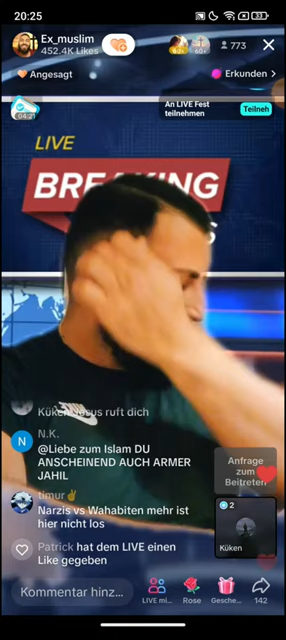 20:25
33
Ex_muslim
452.4K Likes
60+
773
Angesagt
Erkunden >
An LIVE Fest
teilnehmen
Teilneh
04:21
LIVE
BREAKING
S
Küken Jesus ruft dich
N
N.K.
@Liebe zum Islam DU
ANSCHEINEND AUCH ARMER
JAHIL
timur✌
Narzis vs Wahabiten mehr ist
hier nicht los
Patrick hat dem LIVE einen
Like gegeben
Anfrage
zum
Beitreten
2
Küken
Kommentar hinz...
LIVE mi...
Rose
Gesche...
142